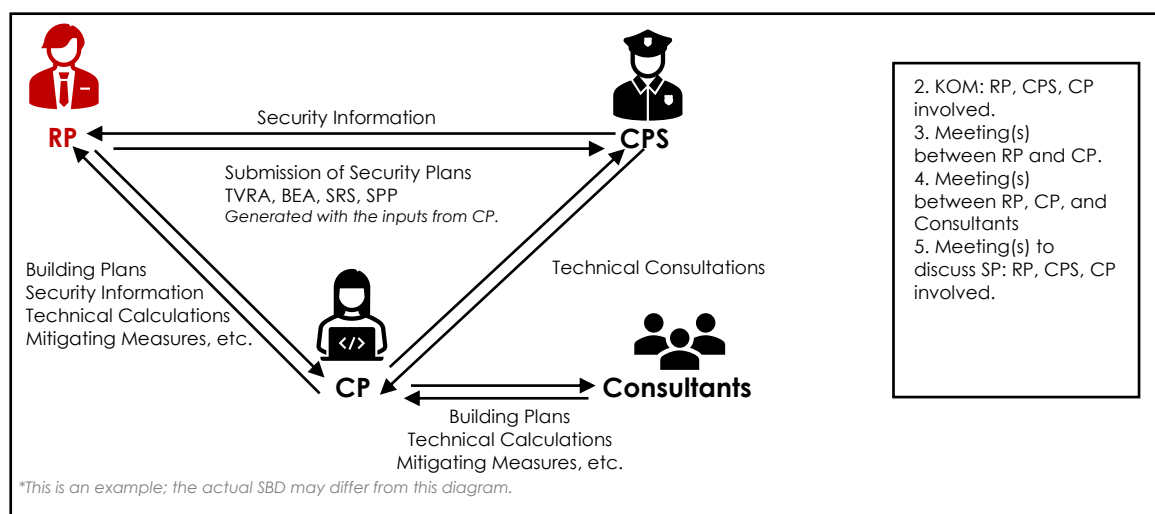 Security Information
RP
CPS
Submission of Security Plans
TVRA, BEA, SRS, SPP
Generated with the inputs from CP.
Building Plans
Security Information
Technical Calculations
Mitigating Measures, etc.
Technical Consultations
</>
CP
Consultants
Building Plans
Technical Calculations
Mitigating Measures, etc.
*This is an example; the actual SBD may differ from this diagram.
2. KOM: RP, CPS, CP
involved.
3. Meeting(s)
between RP and CP.
4. Meeting(s)
between RP, CP, and
Consultants
5. Meeting(s) to
discuss SP: RP, CPS, CP
involved.